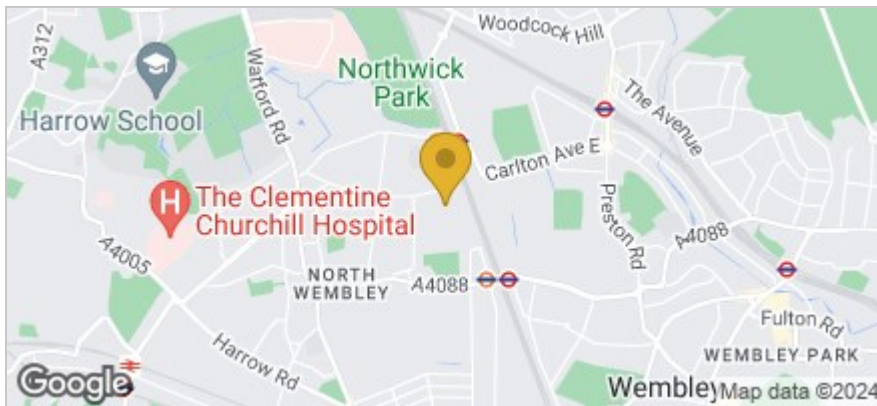 A312
Woodcock Hill
Watford Rd
Northwick
Park
The Avenue
Harrow School
Carlton Ave E
The Clementine
Churchill Hospital
Preston Rd
A4088
A4005
NORTH
WEMBLEY
A4088
Fulton Rd
Harrow Rd
WEMBLEY PARK
Google
Wembley
Map data ©2024